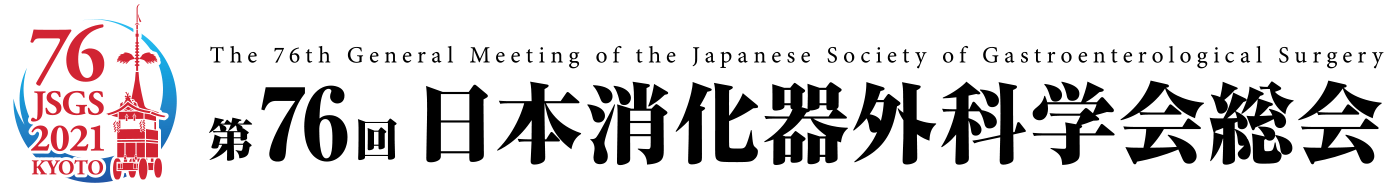 76
JSGS
2021
KYOTO
The 76th General Meeting of the Japanese Society of Gastroenterological Surgery
第76回 日本消化器外科学会総会